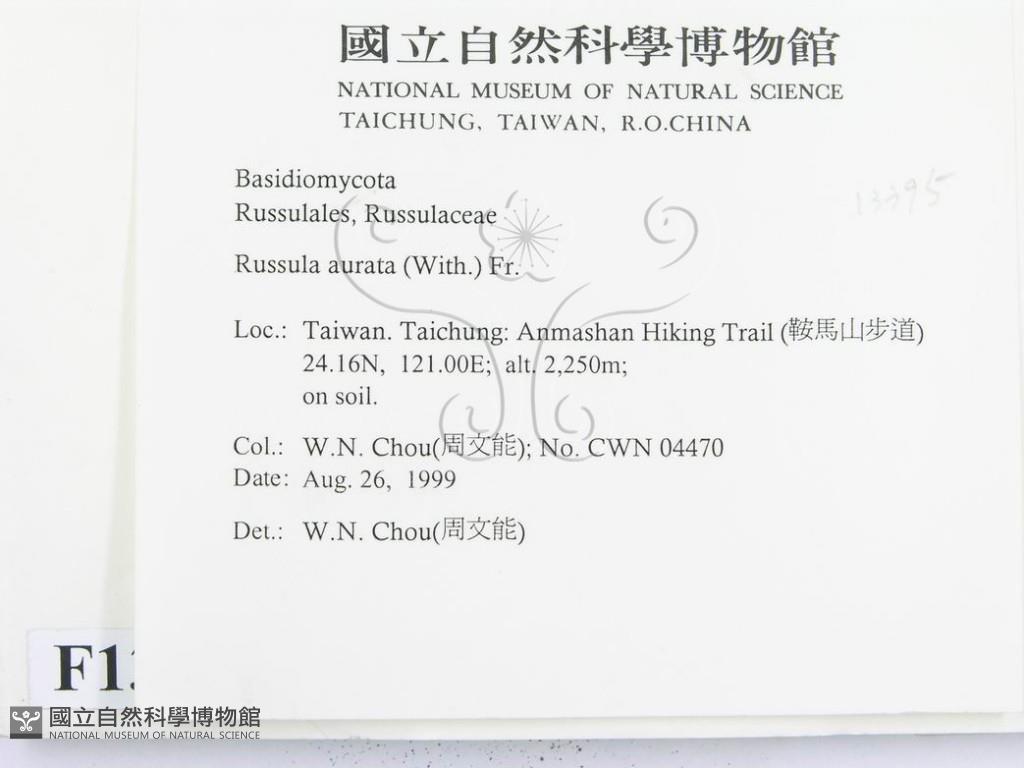 國立自然科學博物館
NATIONAL MUSEUM OF NATURAL SCIENCE
TAICHUNG, TAIWAN, R.O.CHINA
13395
Basidiomycota
Russulales, Russulaceae
Russula aurata (With.) Fr.
Loc.: Taiwan. Taichung: Anmashan Hiking Trail (鞍馬山步道)
24.16N, 121.00E; alt. 2,250m;
on soil.
Col.: W.N. Chou(周文能); No. CWN 04470
Date: Aug. 26, 1999
Det.: W.N. Chou(周文能)
F13
國立自然科學博物館
NATIONAL MUSEUM OF NATURAL SCIENCE